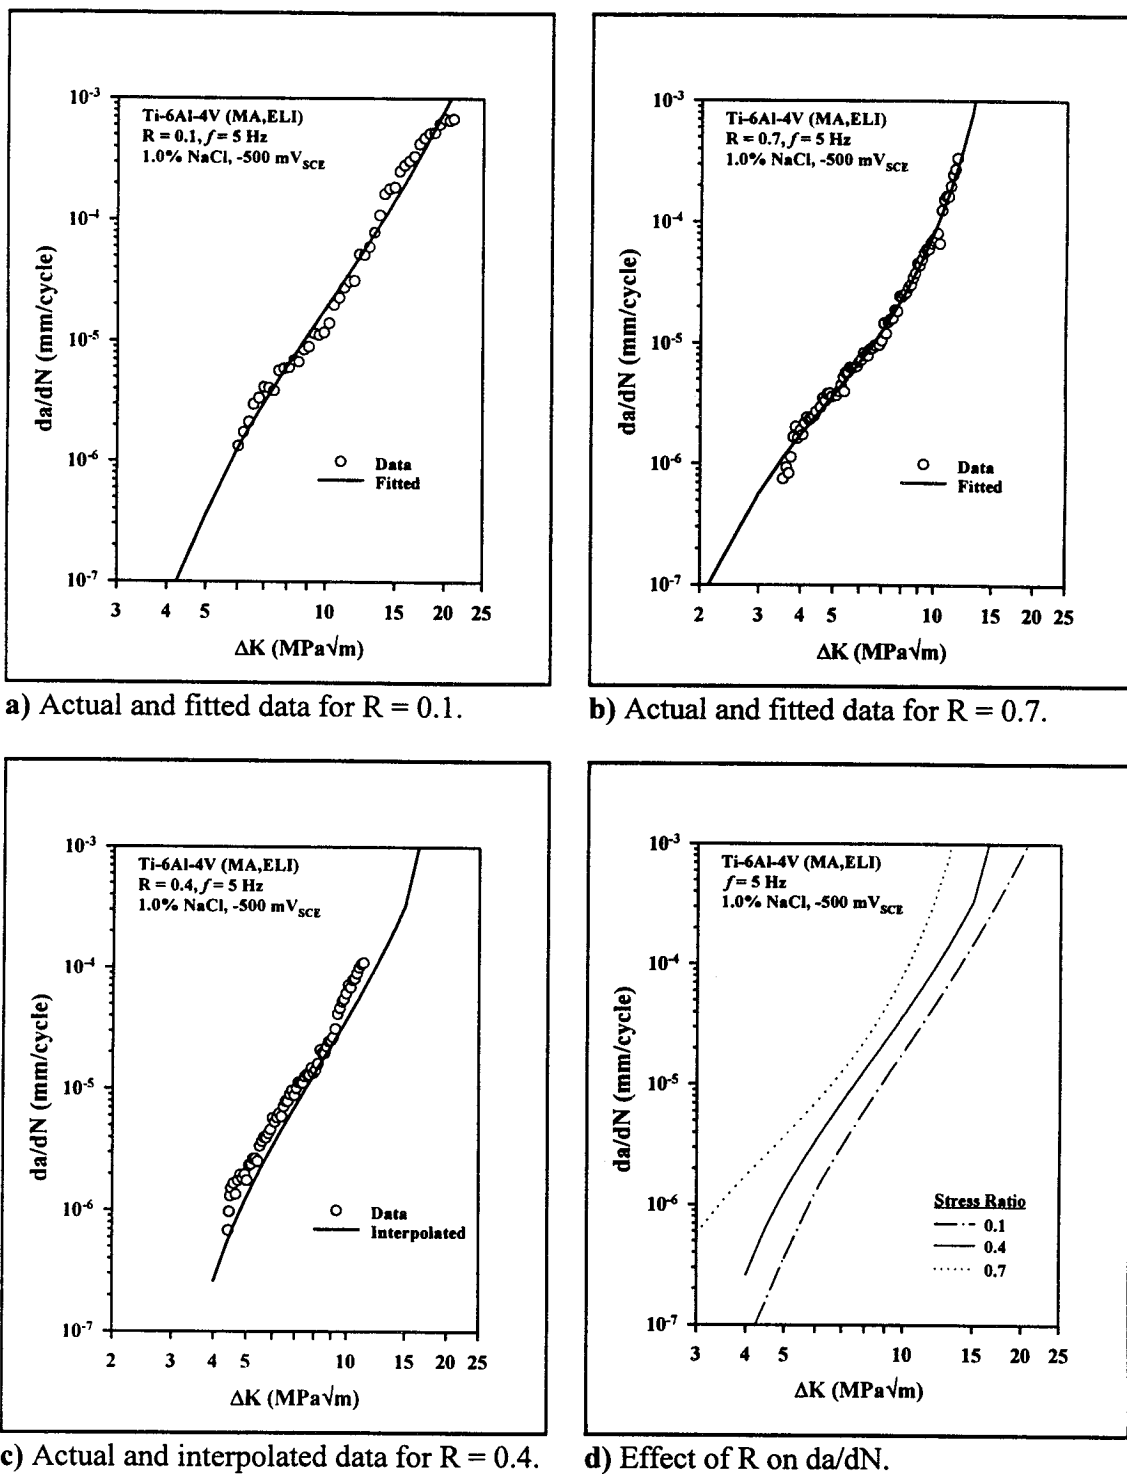 Ti-6Al-4V (MA,ELI)
R = 0.1, f = 5 Hz
1.0% NaCl, -500 mVSCE
10-3
10-4
10-5
10-6
10-7
da/dN (mm/cycle)
Data
Fitted
3 4 5 10 15 20 25
ΔK (MPa√m)
a) Actual and fitted data for R = 0.1.
Ti-6Al-4V (MA,ELI)
R = 0.7, f = 5 Hz
1.0% NaCl, -500 mVSCE
10-3
10-4
10-5
10-6
10-7
da/dN (mm/cycle)
Data
Fitted
2 3 4 5 10 15 20 25
ΔK (MPa√m)
b) Actual and fitted data for R = 0.7.
Ti-6Al-4V (MA,ELI)
R = 0.4, f = 5 Hz
1.0% NaCl, -500 mVSCE
10-3
10-4
10-5
10-6
10-7
da/dN (mm/cycle)
Data
Interpolated
2 3 4 5 10 15 20 25
ΔK (MPa√m)
c) Actual and interpolated data for R = 0.4.
Ti-6Al-4V (MA,ELI)
f = 5 Hz
1.0% NaCl, -500 mVSCE
10-3
10-4
10-5
10-6
10-7
da/dN (mm/cycle)
Stress Ratio
0.1
0.4
0.7
3 4 5 10 15 20 25
ΔK (MPa√m)
d) Effect of R on da/dN.